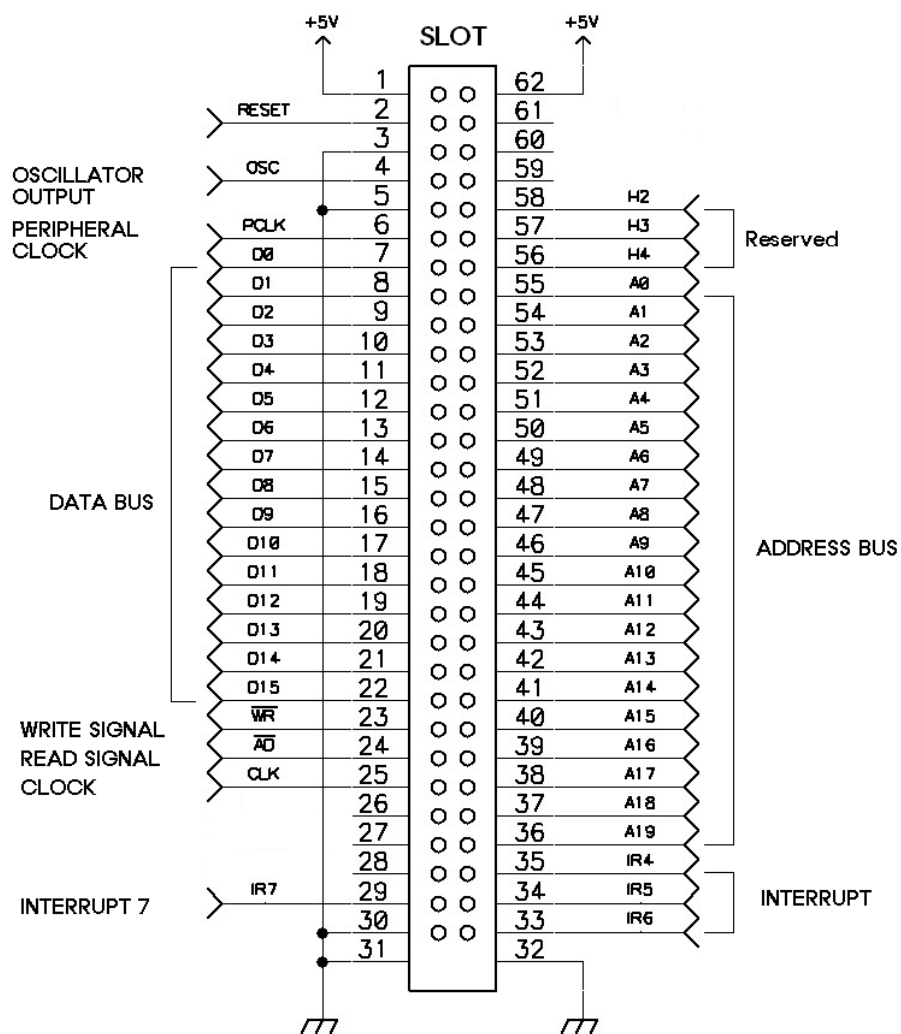 +5V +5V
SLOT
1 62
RESET 2 61
3 60
OSCILLATOR OUTPUT OSC 4 59
5 58 H2
PERIPHERAL CLOCK PCLK 6 57 H3 Reserved
D0 7 56 H4
D1 8 55 A0
D2 9 54 A1
D3 10 53 A2
D4 11 52 A3
D5 12 51 A4
D6 13 50 A5
D7 14 49 A6
DATA BUS D8 15 48 A7
D9 16 47 A8
D10 17 46 A9 ADDRESS BUS
D11 18 45 A10
D12 19 44 A11
D13 20 43 A12
D14 21 42 A13
D15 22 41 A14
WRITE SIGNAL WR 23 40 A15
READ SIGNAL AD 24 39 A16
CLOCK CLK 25 38 A17
26 37 A18
27 36 A19
28 35 IR4
INTERRUPT 7 IR7 29 34 IR5 INTERRUPT
30 33 IR6
31 32